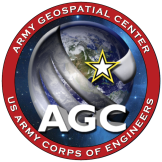 ARMY GEOSPATIAL CENTER
AGC
US ARMY CORPS OF ENGINEERS